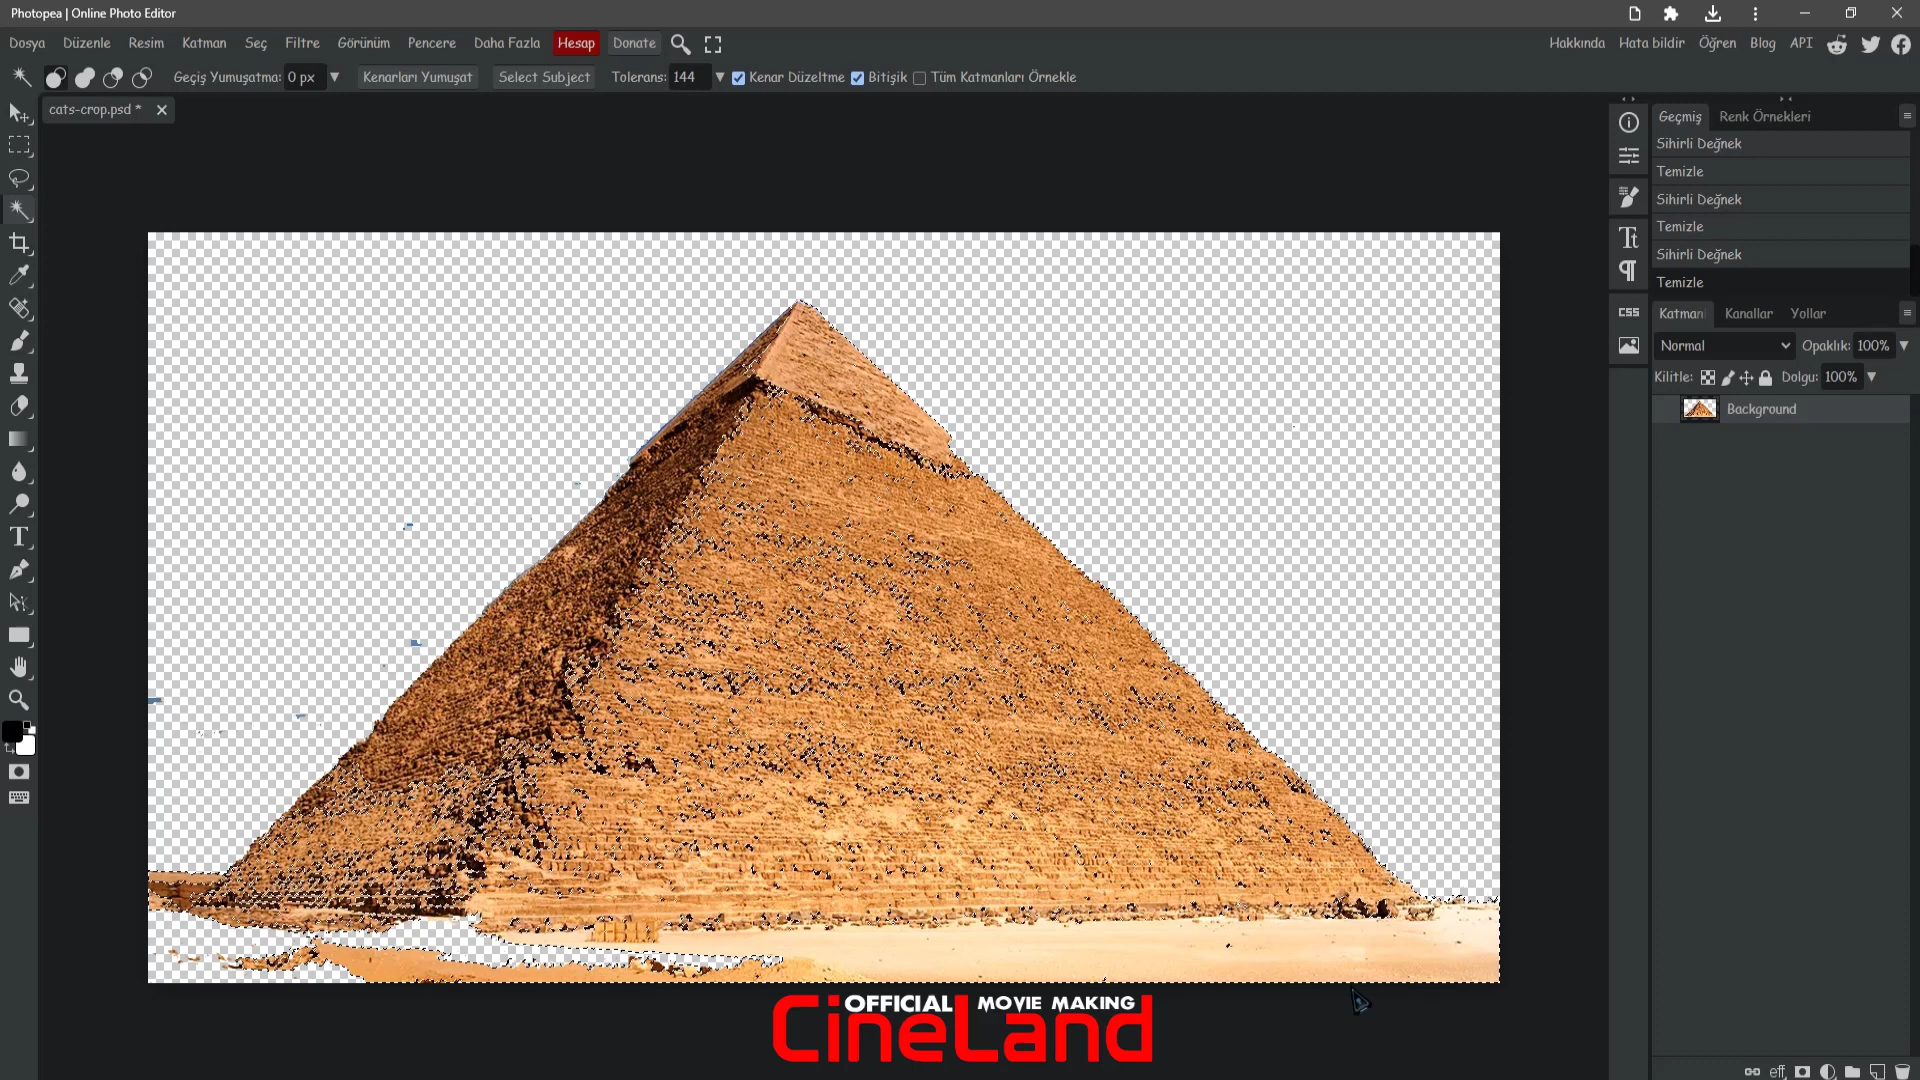 Photopea | Online Photo Editor
Dosya Düzenle Resim Katman Seç Filtre Görünüm Pencere Daha Fazla Hesap Donate Hakkında Hata bildir Öğren Blog API
Geçiş Yumuşatma: 0 px Kenarları Yumuşat Select Subject Tolerans: 144 Kenar Düzeltme Bitişik Tüm Katmanları Örnekle
cats-crop.psd *
Geçmiş Renk Örnekleri
Sihirli Değnek
Temizle
Sihirli Değnek
Temizle
Sihirli Değnek
Temizle
CSS
Katman Kanallar Yollar
Normal Opaklık: 100%
Kilitle: Dolgu: 100%
Background
eff
OFFICIAL MOVIE MAKING
CineLand